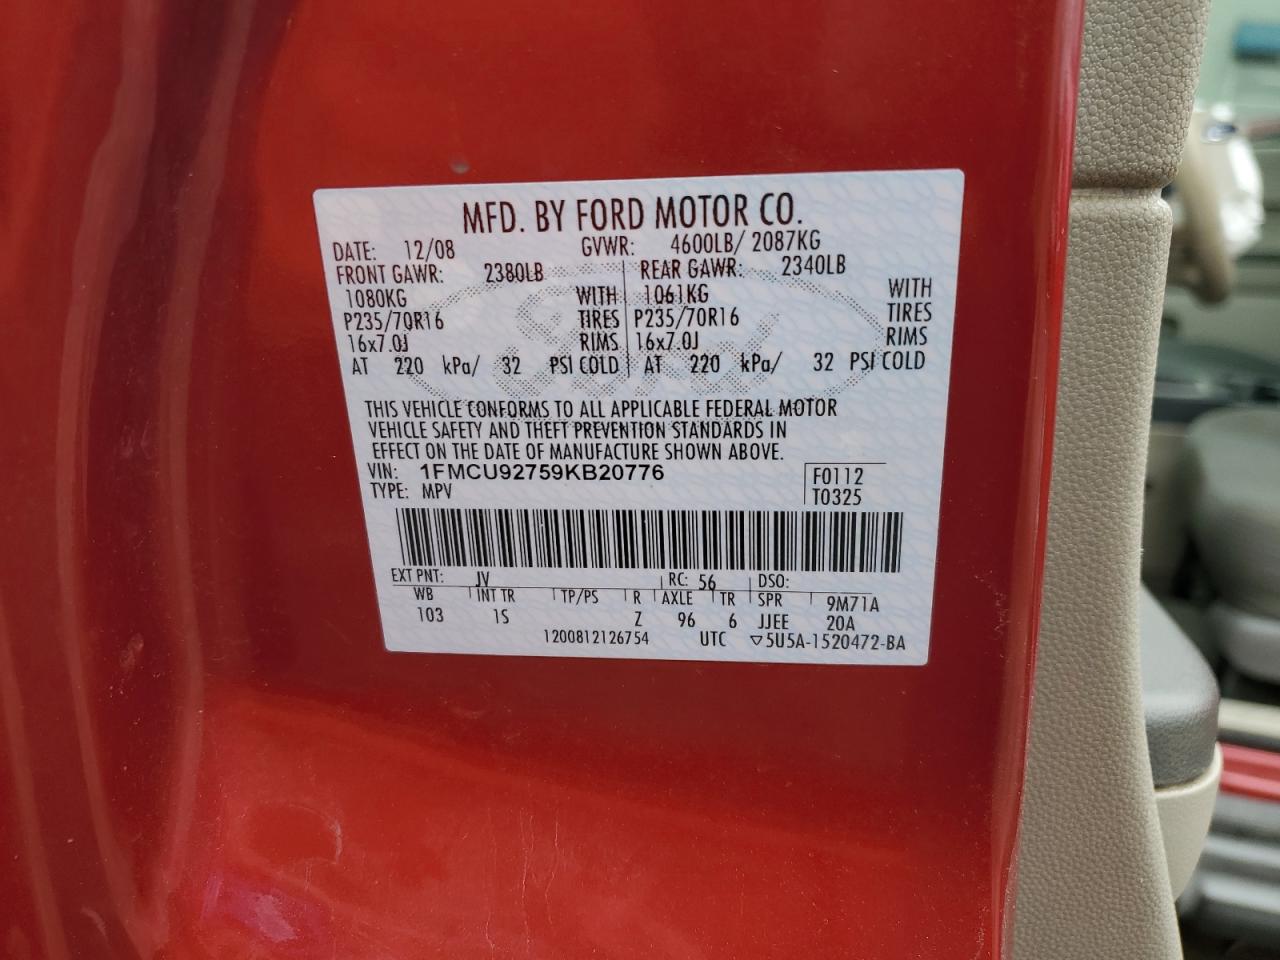 MFD. BY FORD MOTOR CO.
DATE: 12/08 GVWR: 4600LB/ 2087KG
FRONT GAWR: 2380LB REAR GAWR: 2340LB
1080KG WITH 1061KG WITH
P235/70R16 TIRES P235/70R16 TIRES
16x7.0J RIMS 16x7.0J RIMS
AT 220 kPa/ 32 PSI COLD AT 220 kPa/ 32 PSI COLD
Ford
THIS VEHICLE CONFORMS TO ALL APPLICABLE FEDERAL MOTOR
VEHICLE SAFETY AND THEFT PREVENTION STANDARDS IN
EFFECT ON THE DATE OF MANUFACTURE SHOWN ABOVE.
VIN: 1FMCU92759KB20776 F0112
TYPE: MPV T0325
EXT PNT: JV RC: 56 DSO:
WB INT TR TP/PS R AXLE TR SPR 9M71A
103 1S Z 96 6 JJEE 20A
1200812126754 UTC ▽5U5A-1520472-BA